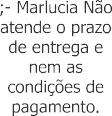 ;- Marlucia Não
atende o prazo
de entrega e
nem as
condições de
pagamento.